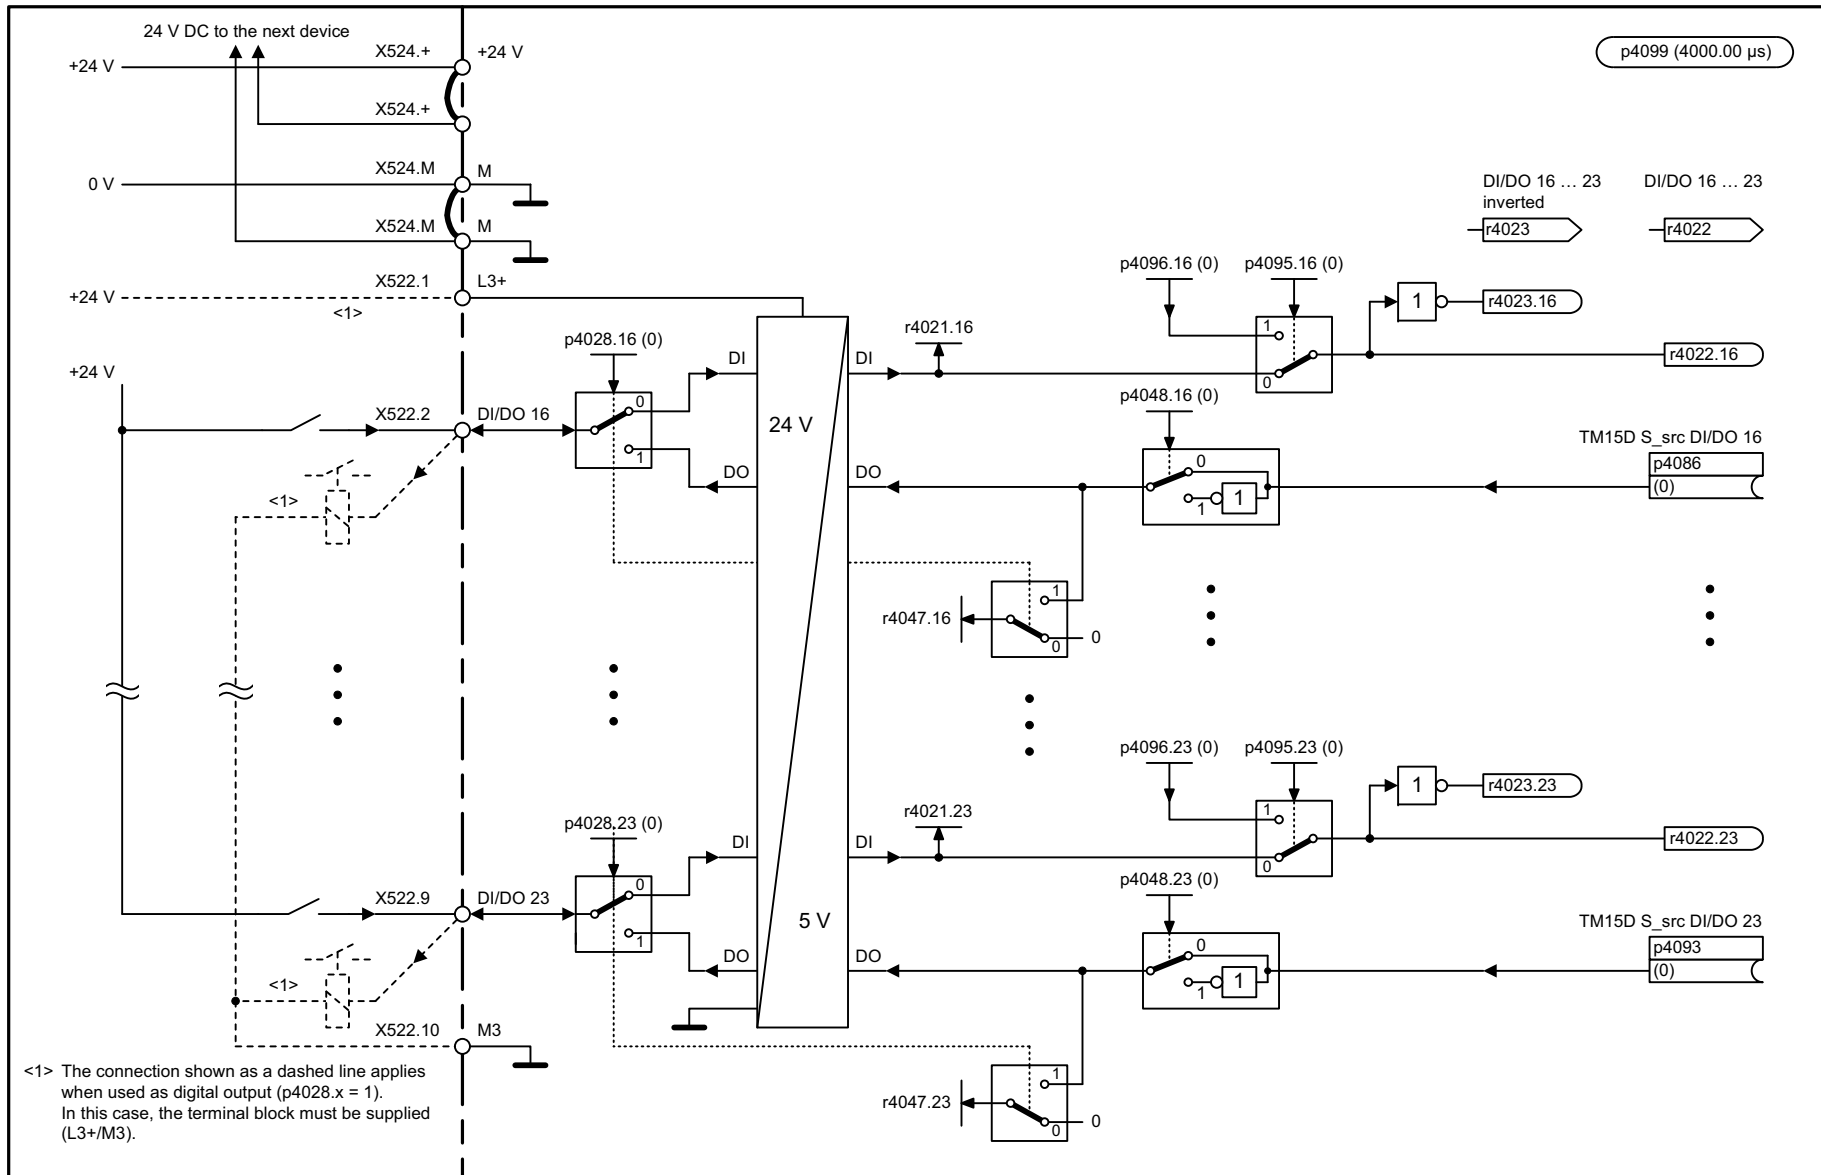 24 V DC to the next device
X524.+
+24 V
+24 V
p4099 (4000.00 µs)
X524.+
X524.M
M
0 V
DI/DO 16 … 23
inverted
DI/DO 16 … 23
X524.M
M
r4023
r4022
p4096.16 (0)
p4095.16 (0)
X522.1
L3+
+24 V
<1>
1
r4023.16
r4021.16
1
p4028.16 (0)
r4022.16
DI
DI
+24 V
0
0
p4048.16 (0)
X522.2
DI/DO 16
24 V
TM15D S_src DI/DO 16
1
0
p4086
DO
DO
(0)
<1>
1
1
1
r4047.16
0
0
p4096.23 (0)
p4095.23 (0)
1
r4023.23
r4021.23
1
p4028.23 (0)
r4022.23
DI
DI
0
0
p4048.23 (0)
X522.9
DI/DO 23
5 V
TM15D S_src DI/DO 23
1
0
p4093
DO
DO
(0)
<1>
1
1
X522.10
M3
<1> The connection shown as a dashed line applies
when used as digital output (p4028.x = 1).
In this case, the terminal block must be supplied
(L3+/M3).
1
r4047.23
0
0